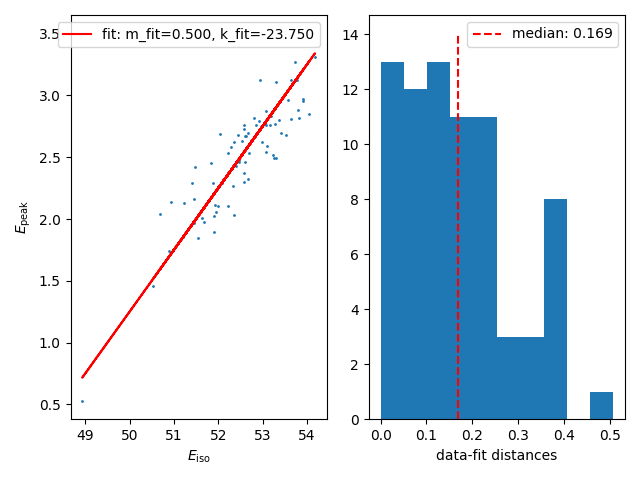 fit: m_fit=0.500, k_fit=-23.750
3.5
3.0
2.5
2.0
1.5
1.0
0.5
E_peak
49 50 51 52 53 54
E_iso
median: 0.169
14
12
10
8
6
4
2
0
0.0 0.1 0.2 0.3 0.4 0.5
data-fit distances